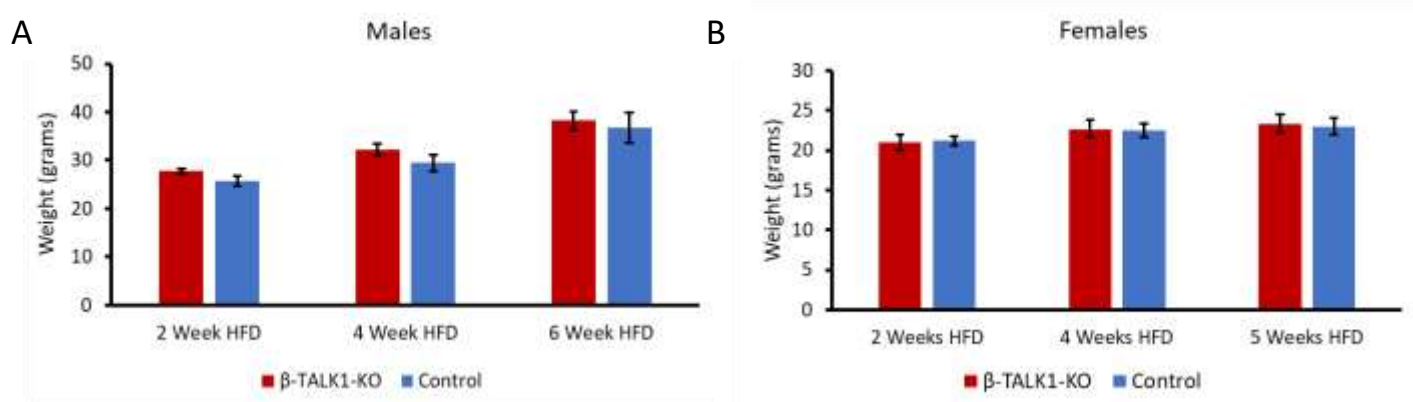 A
Males
Weight (grams)
50
40
30
20
10
0
2 Week HFD
4 Week HFD
6 Week HFD
β-TALK1-KO
Control
B
Females
Weight (grams)
30
25
20
15
10
5
0
2 Weeks HFD
4 Weeks HFD
5 Weeks HFD
β-TALK1-KO
Control